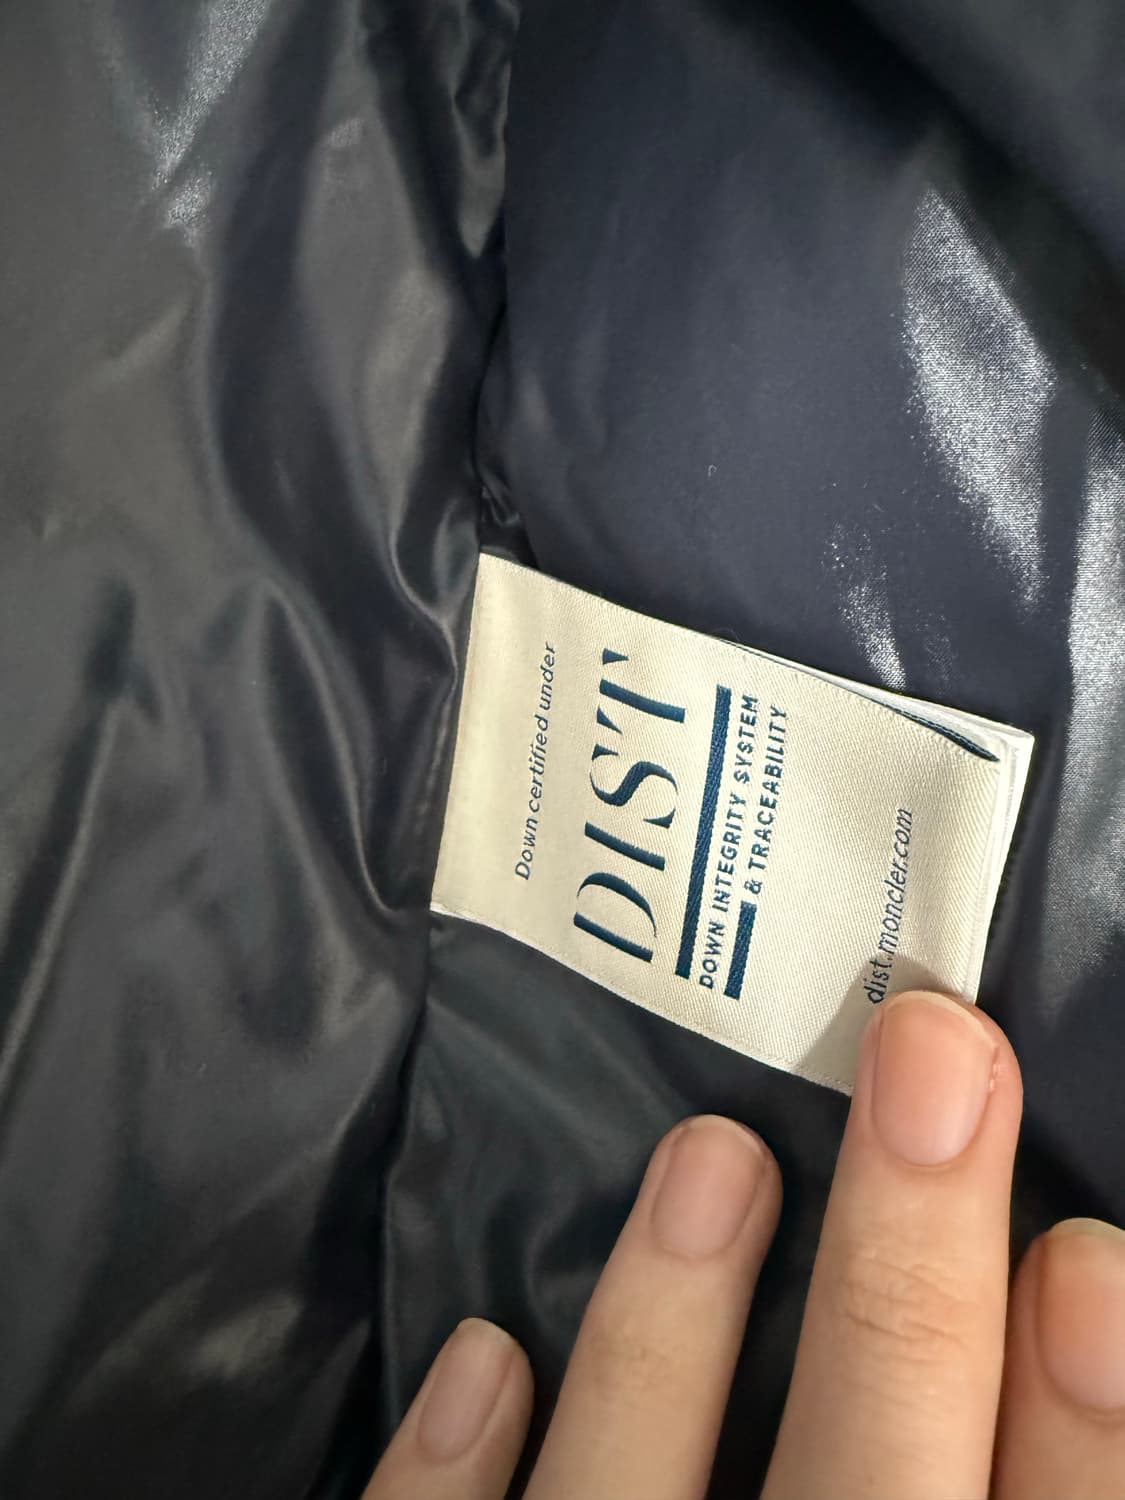 Down certified under
DIST
DOWN INTEGRITY SYSTEM
& TRACEABILITY
dist.moncler.com